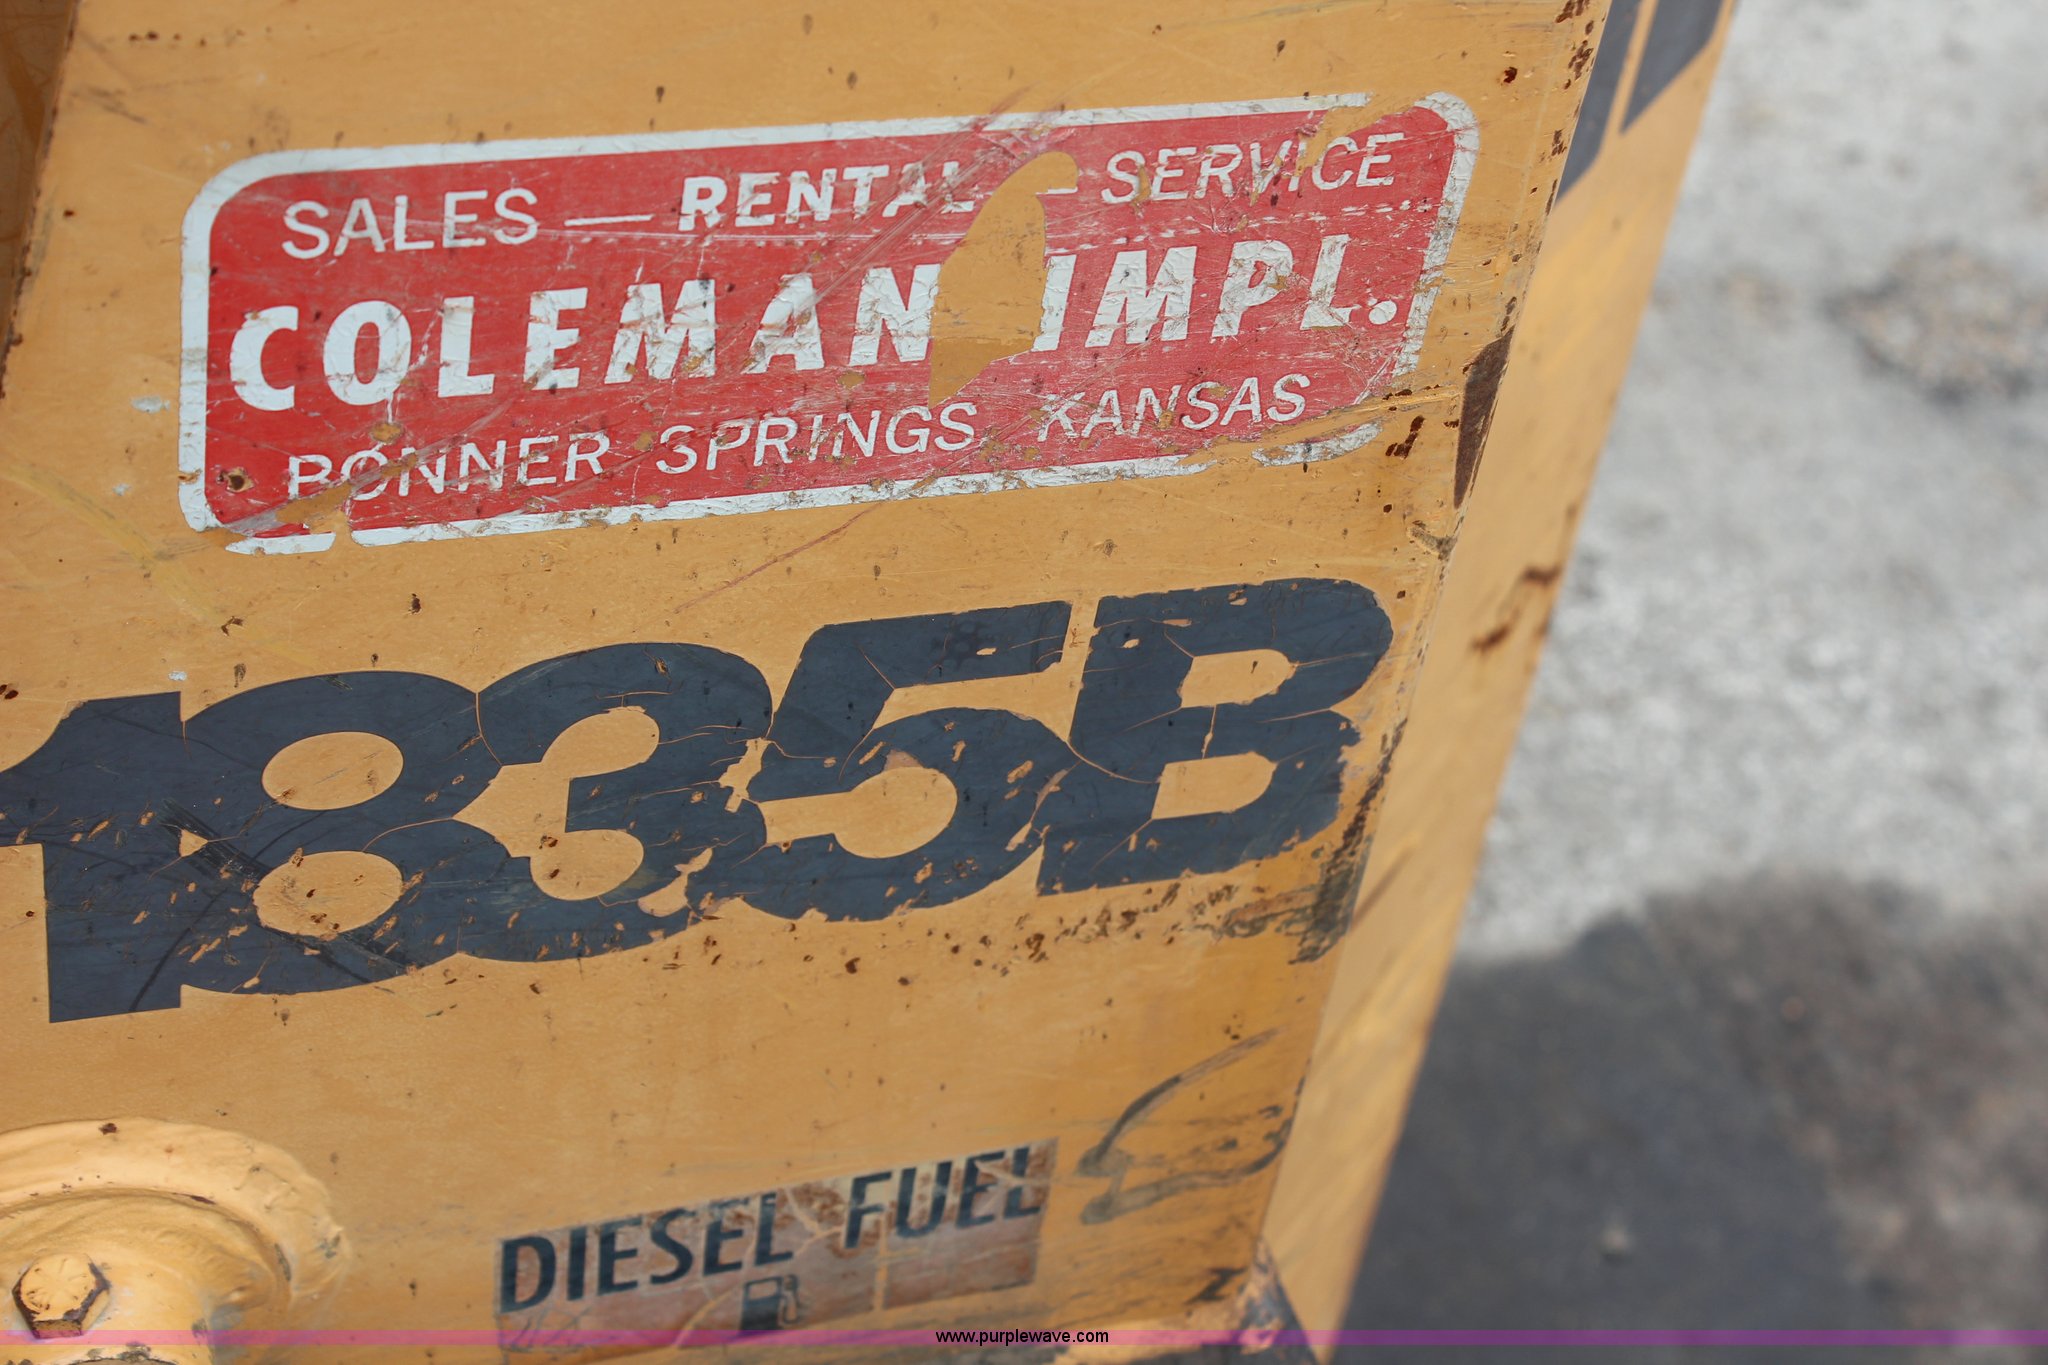 SALES — RENTAL — SERVICE
COLEMAN IMPL.
BONNER SPRINGS, KANSAS
1835B
DIESEL FUEL
www.purplewave.com